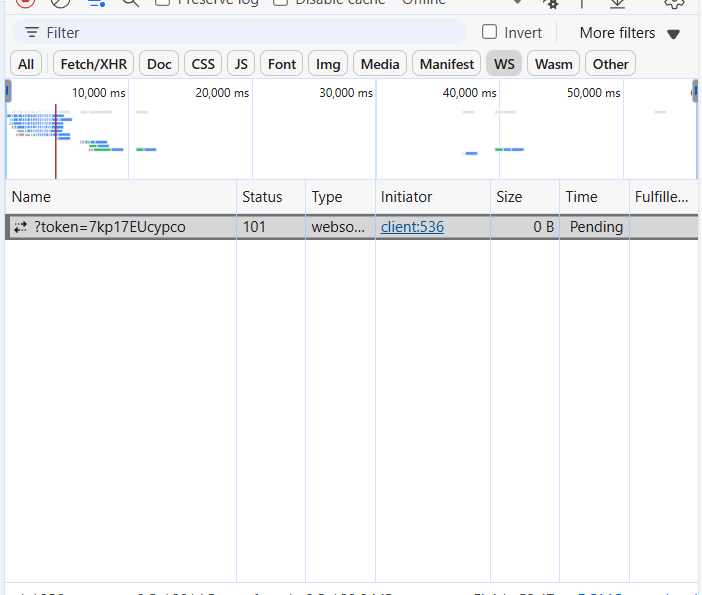 Preserve log Disable cache Offline
Filter Invert More filters
All Fetch/XHR Doc CSS JS Font Img Media Manifest WS Wasm Other
10,000 ms 20,000 ms 30,000 ms 40,000 ms 50,000 ms
Name Status Type Initiator Size Time Fulfille...
?token=7kp17EUcypco 101 webso... client:536 0 B Pending